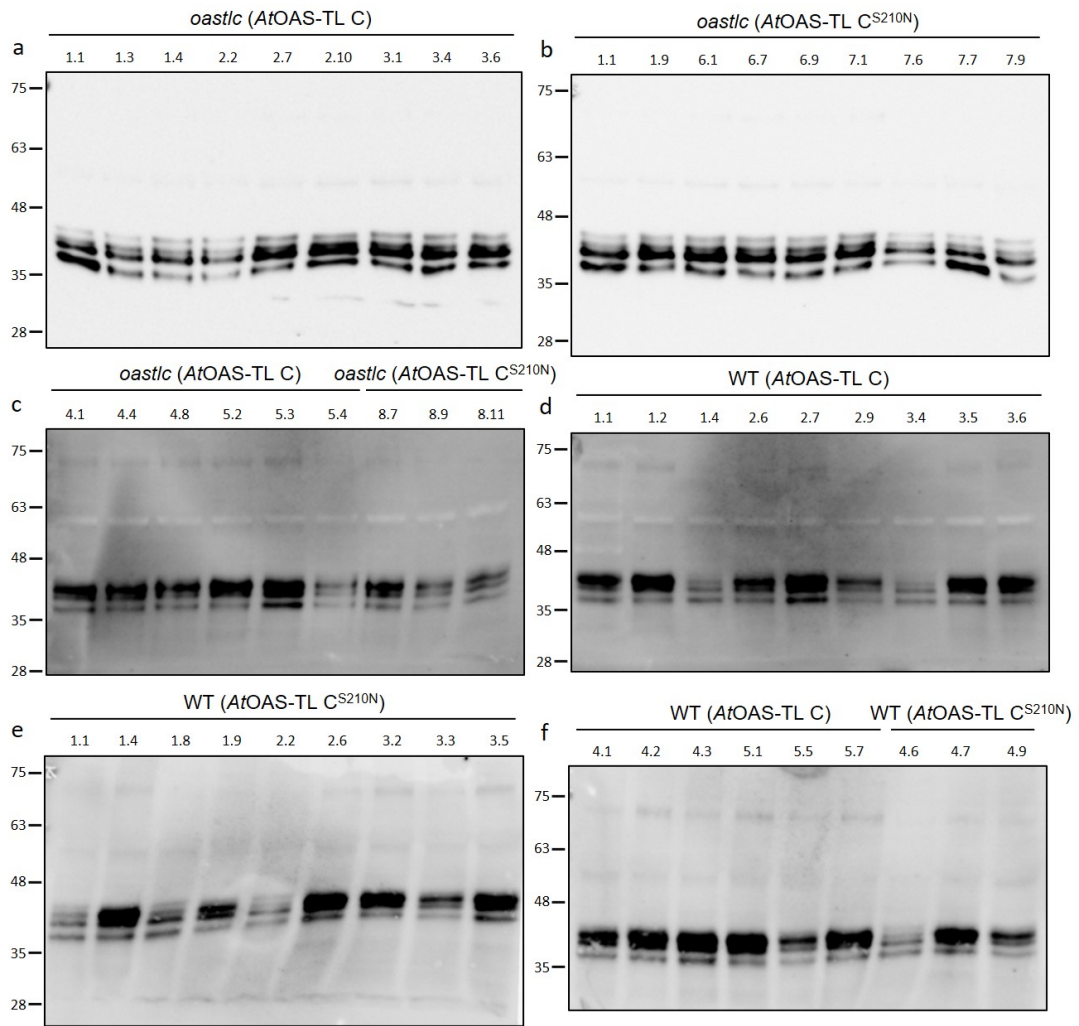 oastlc (AtOAS-TL C)
a
1.1 1.3 1.4 2.2 2.7 2.10 3.1 3.4 3.6
75
63
48
35
28
oastlc (AtOAS-TL C^S210N)
b
1.1 1.9 6.1 6.7 6.9 7.1 7.6 7.7 7.9
75
63
48
35
28
oastlc (AtOAS-TL C) oastlc (AtOAS-TL C^S210N)
c
4.1 4.4 4.8 5.2 5.3 5.4 8.7 8.9 8.11
75
63
48
35
28
WT (AtOAS-TL C)
d
1.1 1.2 1.4 2.6 2.7 2.9 3.4 3.5 3.6
75
63
48
35
28
WT (AtOAS-TL C^S210N)
e
1.1 1.4 1.8 1.9 2.2 2.6 3.2 3.3 3.5
75
63
48
35
28
WT (AtOAS-TL C) WT (AtOAS-TL C^S210N)
f
4.1 4.2 4.3 5.1 5.5 5.7 4.6 4.7 4.9
75
63
48
35